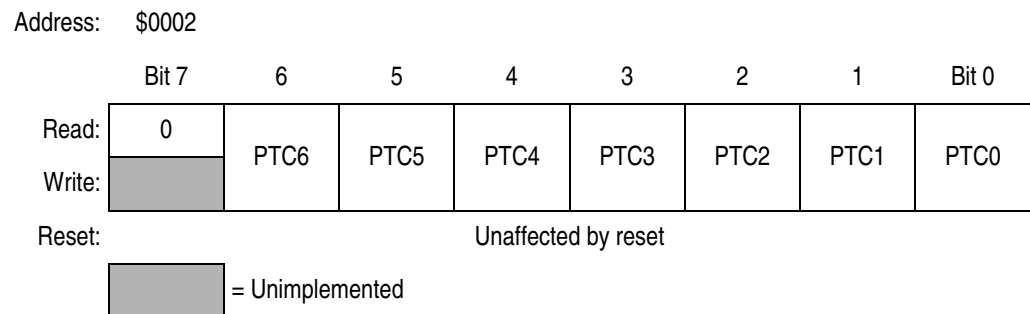 Address: $0002
Bit 7 6 5 4 3 2 1 Bit 0
Read: 0
PTC6 PTC5 PTC4 PTC3 PTC2 PTC1 PTC0
Write:
Reset: Unaffected by reset
= Unimplemented